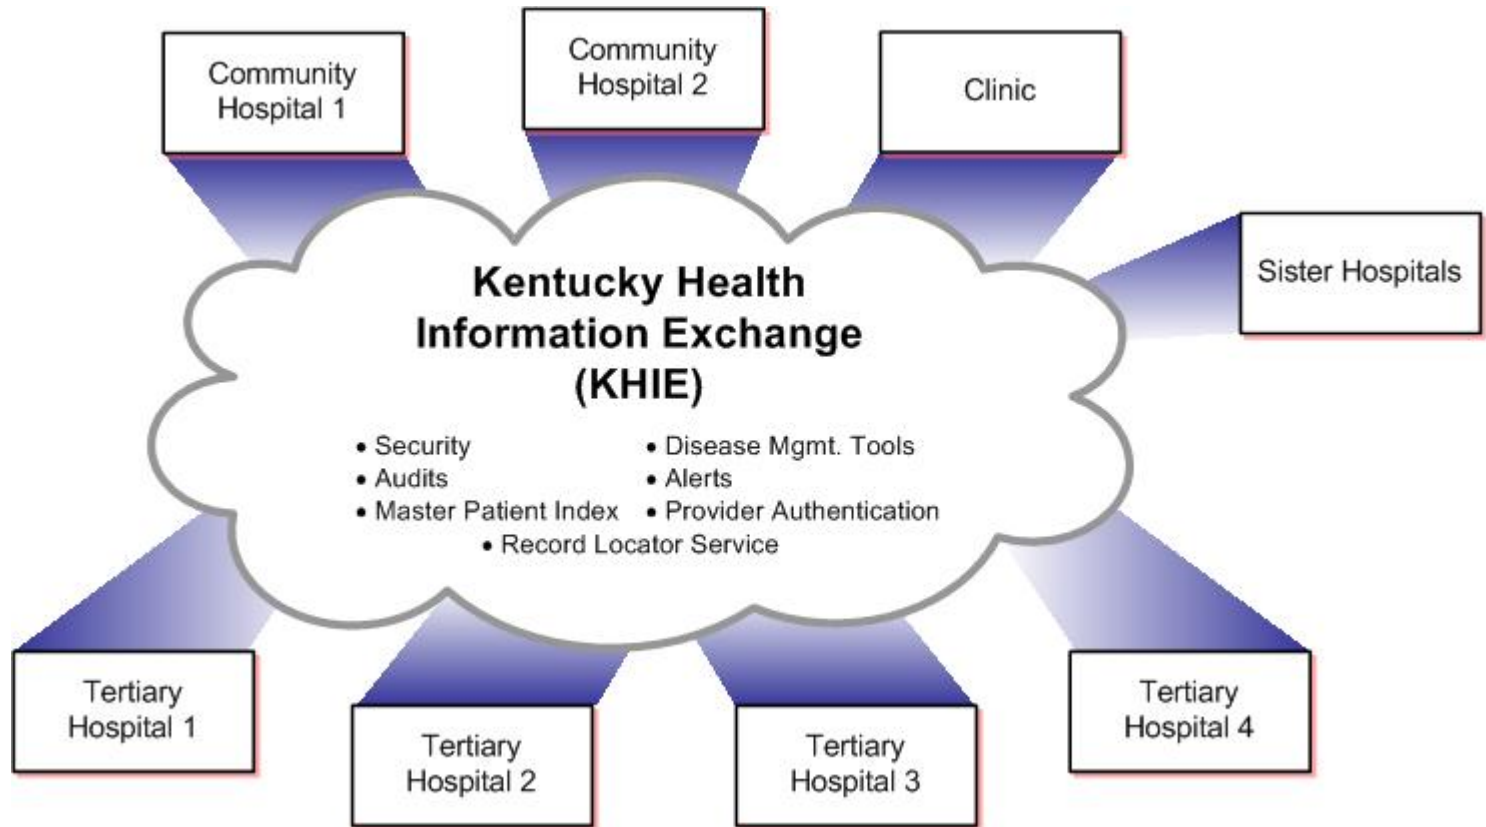 Community
Hospital 1
Community
Hospital 2
Clinic
Sister Hospitals
Kentucky Health
Information Exchange
(KHIE)
• Security
• Disease Mgmt. Tools
• Audits
• Alerts
• Master Patient Index
• Provider Authentication
• Record Locator Service
Tertiary
Hospital 1
Tertiary
Hospital 2
Tertiary
Hospital 3
Tertiary
Hospital 4